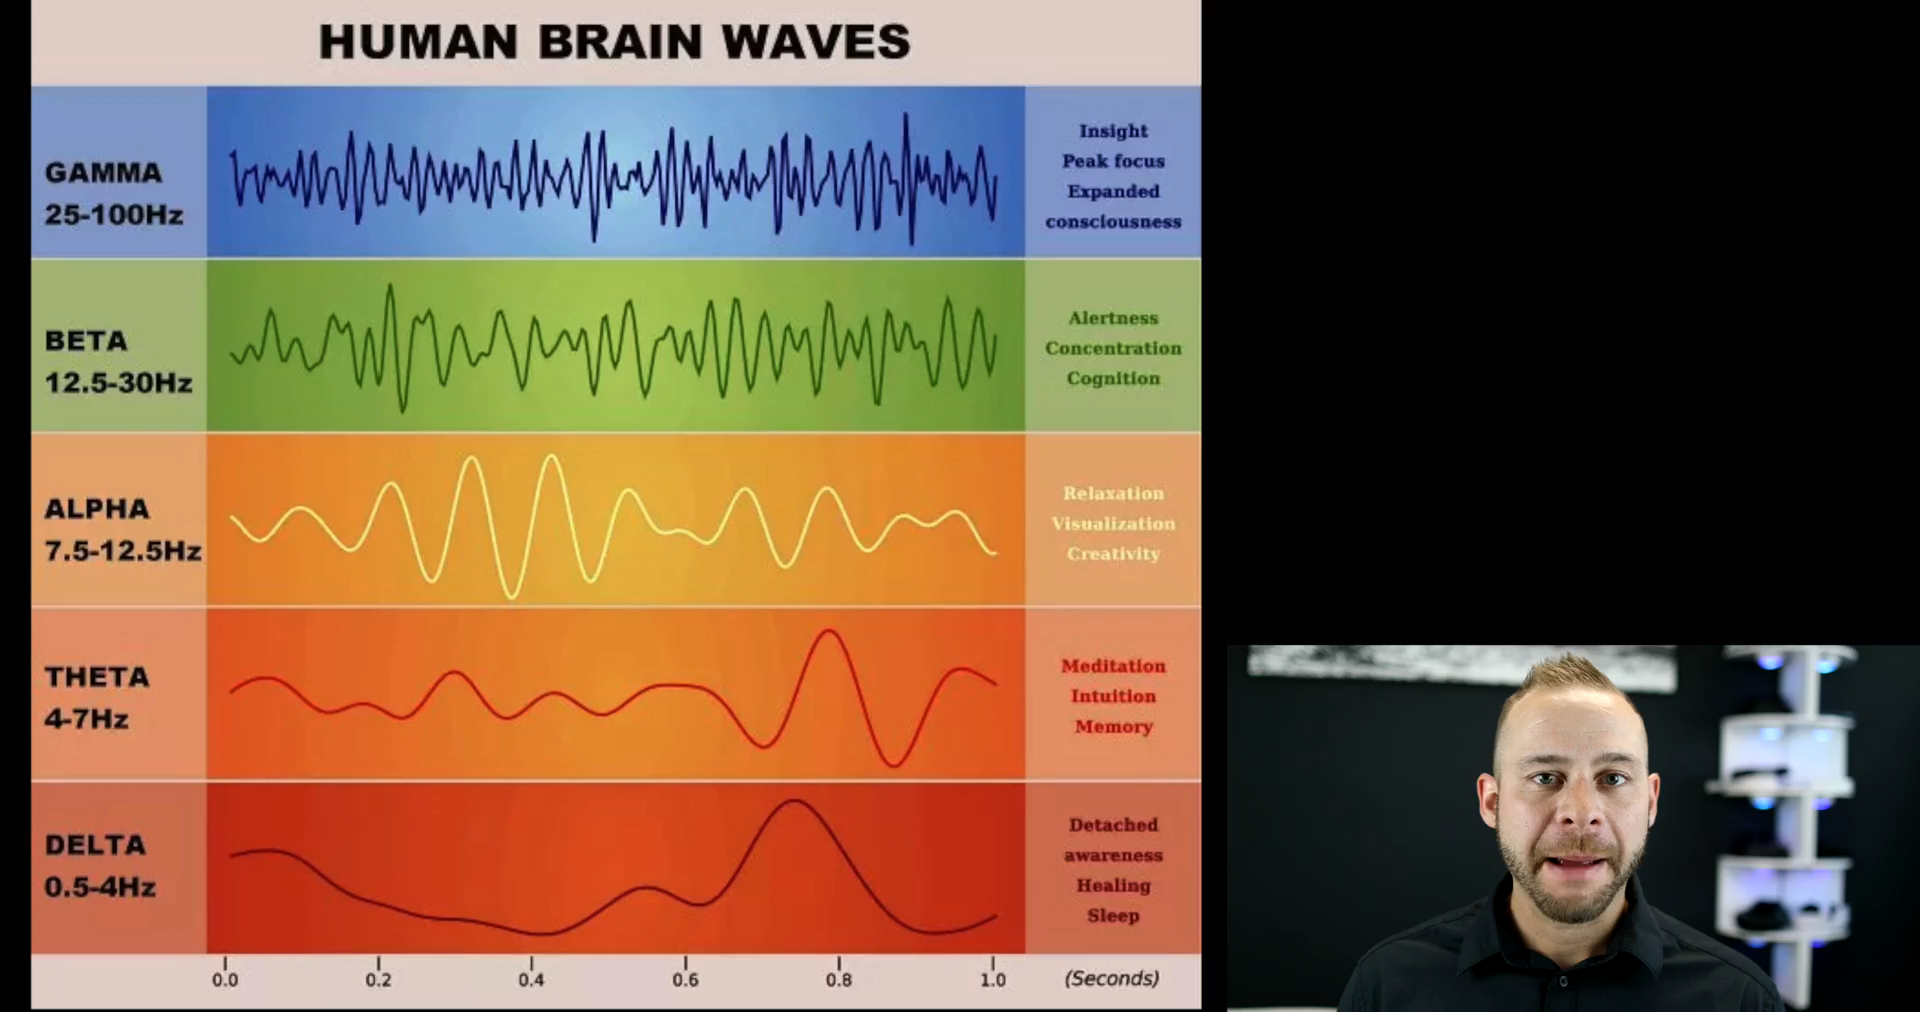 HUMAN BRAIN WAVES
GAMMA
25-100Hz
Insight
Peak focus
Expanded
consciousness
BETA
12.5-30Hz
Alertness
Concentration
Cognition
ALPHA
7.5-12.5Hz
Relaxation
Visualization
Creativity
THETA
4-7Hz
Meditation
Intuition
Memory
DELTA
0.5-4Hz
Detached
awareness
Healing
Sleep
0.0 0.2 0.4 0.6 0.8 1.0 (Seconds)